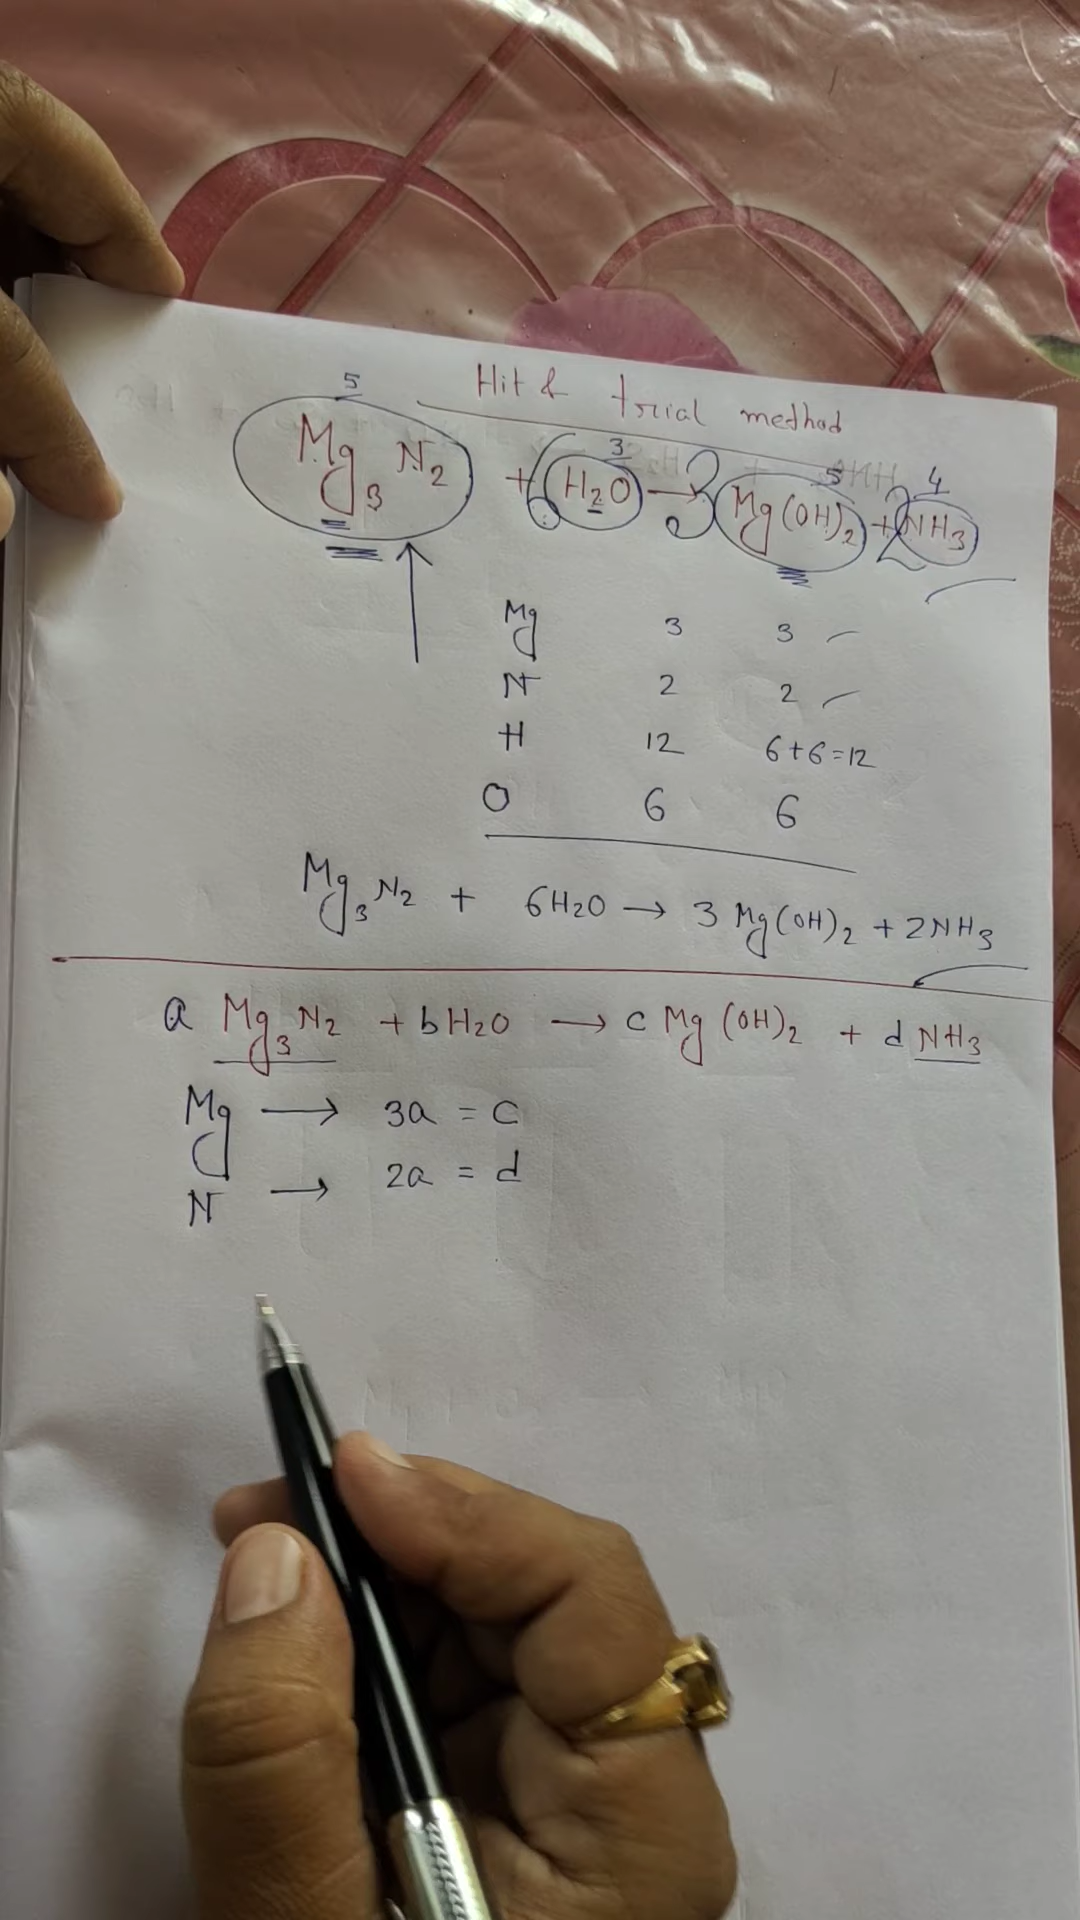 Hit & trial method
5 3 5 4
Mg3N2 + 6H2O → 3Mg(OH)2 + 2NH3
Mg 3 3
N 2 2
H 12 6+6=12
O 6 6
Mg3N2 + 6H2O → 3Mg(OH)2 + 2NH3
a Mg3N2 + bH2O → c Mg(OH)2 + d NH3
Mg → 3a = c
N → 2a = d